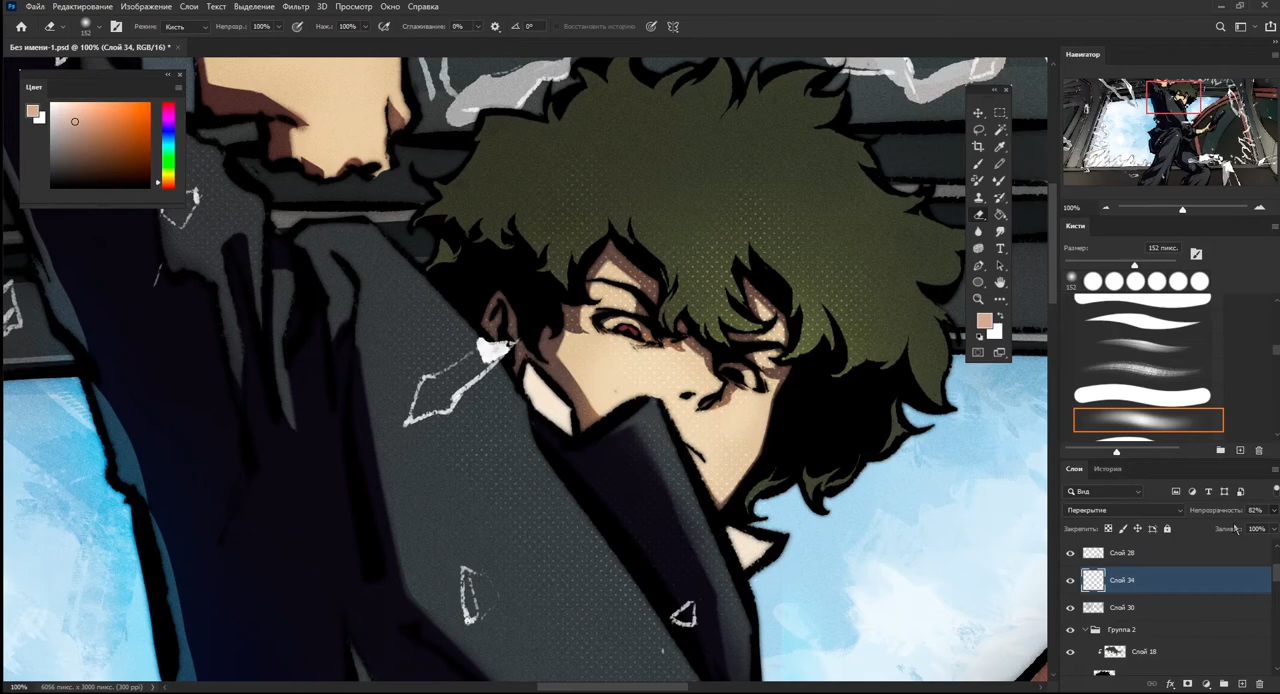 Ps Файл Редактирование Изображение Слои Текст Выделение Фильтр 3D Просмотр Окно Справка
152 Режим: Кисть Непрозр.: 100% Наж.: 100% Сглаживание: 0% 0° Восстановить историю
Без имени-1.psd @ 100% (Слой 34, RGB/16) *
Цвет
Навигатор
100%
Кисти
Размер: 152 пикс.
152
Слои История
Вид
Перекрытие Непрозрачность: 82%
Закрепить: Заливка: 100%
Слой 28
Слой 34
Слой 30
Группа 2
Слой 18
100% 6056 пикс. x 3000 пикс. (300 ppi)